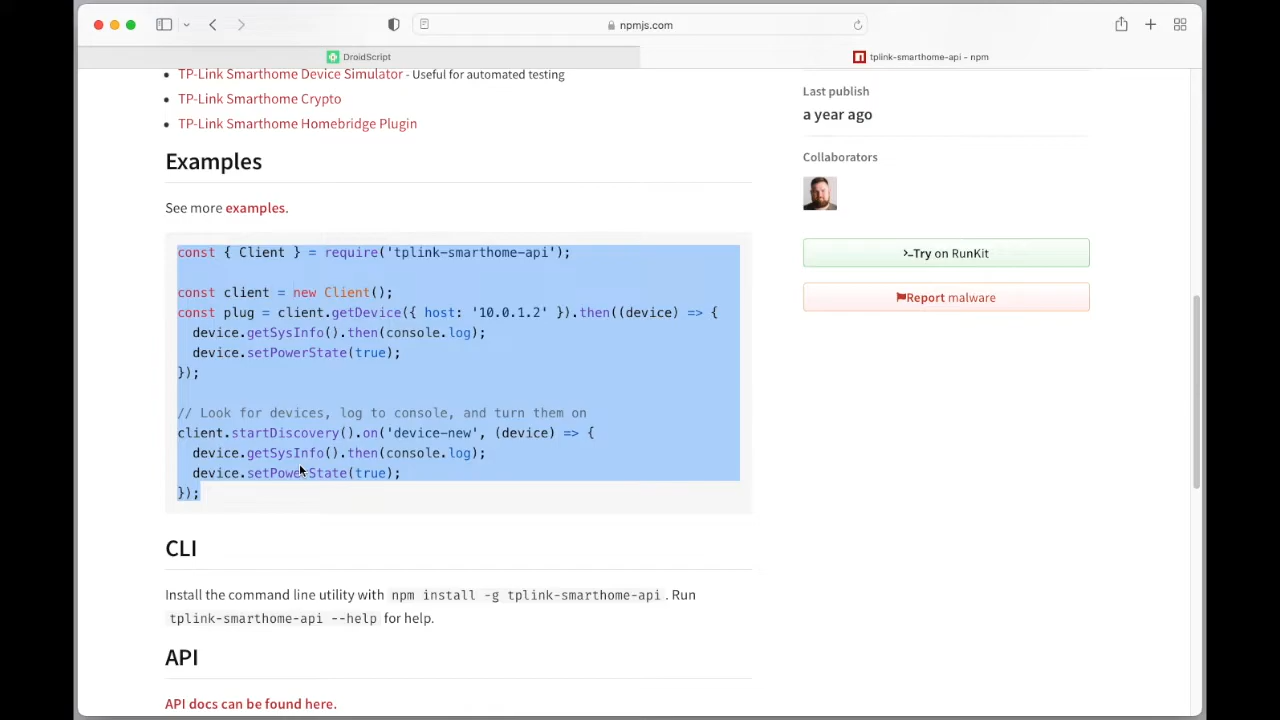 npmjs.com
DroidScript
tplink-smarthome-api - npm
TP-Link Smarthome Device Simulator - Useful for automated testing
TP-Link Smarthome Crypto
TP-Link Smarthome Homebridge Plugin
Examples
See more examples.
const { Client } = require('tplink-smarthome-api');
const client = new Client();
const plug = client.getDevice({ host: '10.0.1.2' }).then((device) => {
device.getSysInfo().then(console.log);
device.setPowerState(true);
});
// Look for devices, log to console, and turn them on
client.startDiscovery().on('device-new', (device) => {
device.getSysInfo().then(console.log);
device.setPowerState(true);
});
CLI
Install the command line utility with npm install -g tplink-smarthome-api . Run
tplink-smarthome-api --help for help.
API
API docs can be found here.
Last publish
a year ago
Collaborators
>_Try on RunKit
Report malware